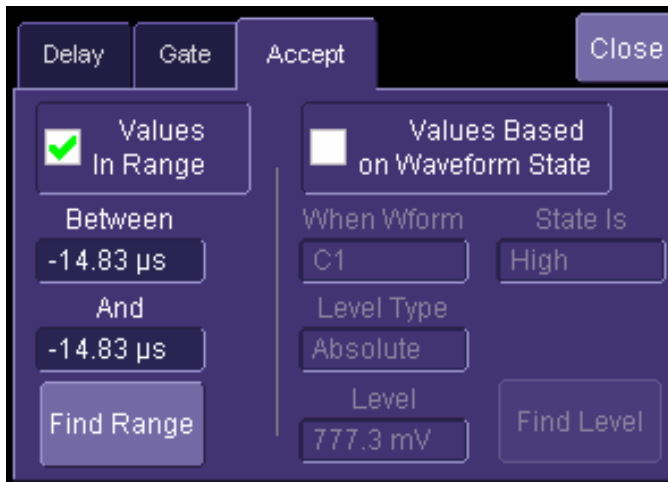 Delay
Gate
Accept
Close
Values
In Range
Between
-14.83 µs
And
-14.83 µs
Find Range
Values Based
on Waveform State
When Wform
State Is
C1
High
Level Type
Absolute
Level
777.3 mV
Find Level